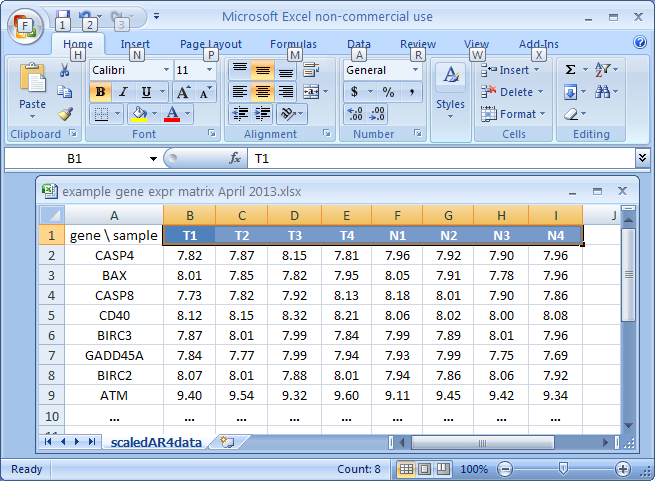 Microsoft Excel non-commercial use
F 1 2 3
Home Insert Page Layout Formulas Data Review View Add-Ins
H N P M A R W X
Paste Calibri 11 General Styles Insert Σ
B I U A A $ % , Delete
A Format
Clipboard Font Alignment Number Cells Editing
B1 fx T1
example gene expr matrix April 2013.xlsx
A B C D E F G H I J
1 gene \ sample T1 T2 T3 T4 N1 N2 N3 N4
2 CASP4 7.82 7.87 8.15 7.81 7.96 7.92 7.90 7.96
3 BAX 8.01 7.85 7.82 7.95 8.05 7.91 7.78 7.96
4 CASP8 7.73 7.82 7.92 8.13 8.18 8.01 7.90 7.86
5 CD40 8.12 8.15 8.32 8.21 8.06 8.02 8.00 8.08
6 BIRC3 7.87 8.01 7.99 7.84 7.99 7.89 8.01 7.96
7 GADD45A 7.84 7.77 7.99 7.94 7.93 7.99 7.75 7.69
8 BIRC2 8.07 8.01 7.88 8.01 7.94 7.86 8.06 7.92
9 ATM 9.40 9.54 9.32 9.60 9.11 9.45 9.42 9.34
10 ... ... ... ... ... ... ... ... ...
scaledAR4data
Ready Count: 8 100%